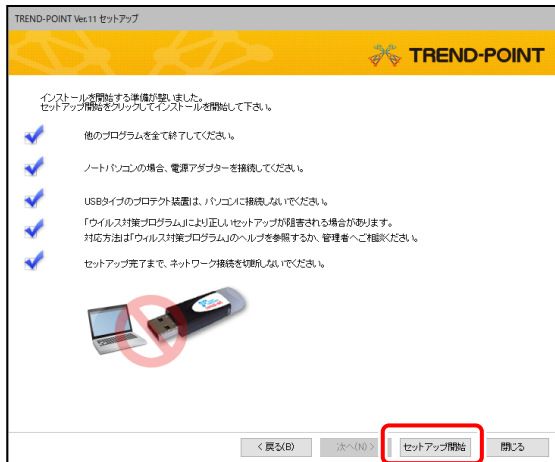 TREND-POINT Ver.11 セットアップ
TREND-POINT
インストールを開始する準備が整いました。
セットアップ開始をクリックしてインストールを開始して下さい。
他のプログラムを全て終了してください。
ノートパソコンの場合、電源アダプターを接続してください。
USBタイプのプロテクト装置は、パソコンに接続しないでください。
「ウイルス対策プログラム」により正しいセットアップが阻害される場合があります。
対応方法は「ウィルス対策プログラム」のヘルプを参照するか、管理者へご相談ください。
セットアップ完了まで、ネットワーク接続を切断しないでください。
< 戻る(B)
次へ(N) >
セットアップ開始
閉じる